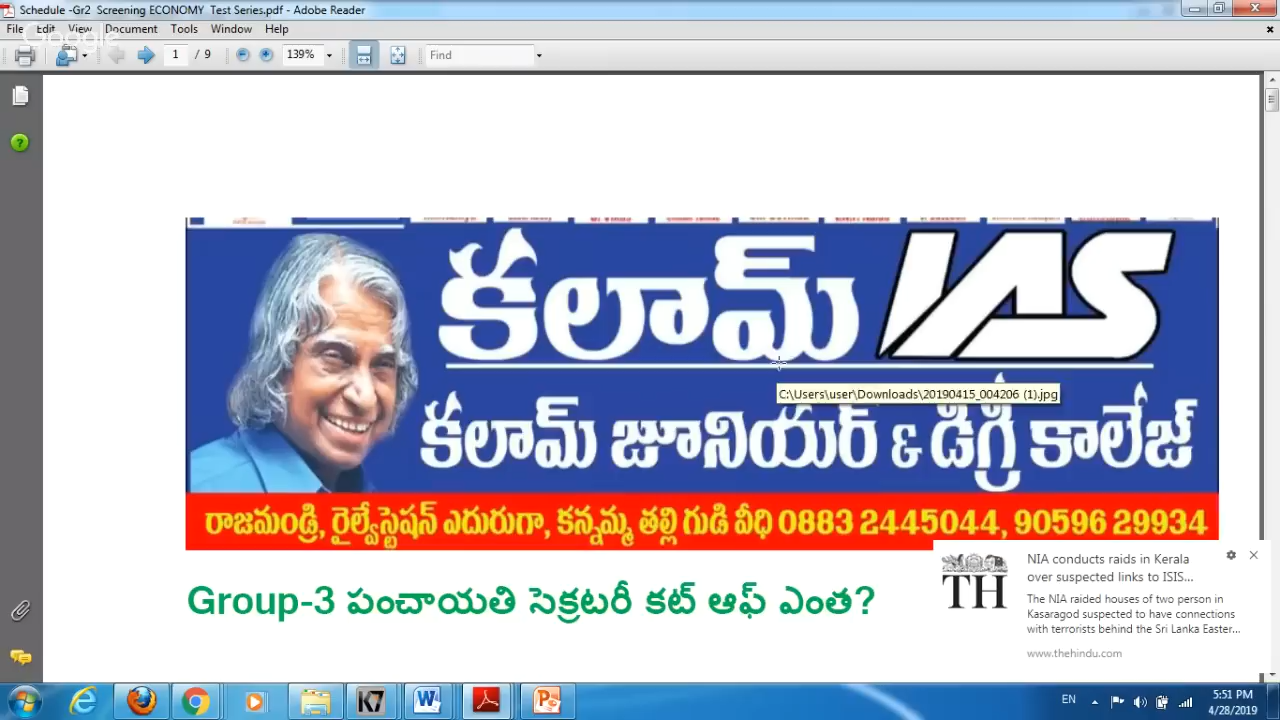 Schedule -Gr2 Screening ECONOMY Test Series.pdf - Adobe Reader
File Edit View Document Tools Window Help
Google
1 / 9 139% Find
కలామ్ IAS
C:\Users\user\Downloads\20190415_004206 (1).jpg
కలామ్ జూనియర్ & డిగ్రీ కాలేజ్
రాజమండ్రి, రైల్వేస్టేషన్ ఎదురుగా, కన్నమ్మ తల్లి గుడి వీధి 0883 2445044, 90596 29934
Group-3 పంచాయతి సెక్రటరీ కట్ ఆఫ్ ఎంత?
TH
NIA conducts raids in Kerala
over suspected links to ISIS...
The NIA raided houses of two person in
Kasaragod suspected to have connections
with terrorists behind the Sri Lanka Easter...
www.thehindu.com
K7
EN
5:51 PM
4/28/2019